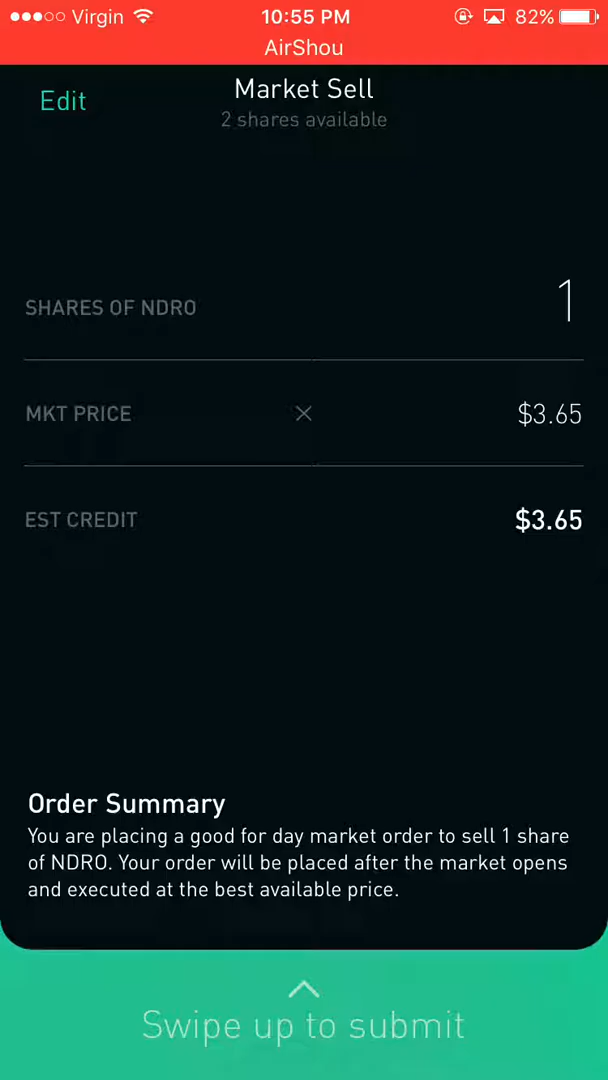 Virgin 10:55 PM 82%
AirShou
Edit Market Sell
2 shares available
SHARES OF NDRO 1
MKT PRICE × $3.65
EST CREDIT $3.65
Order Summary
You are placing a good for day market order to sell 1 share
of NDRO. Your order will be placed after the market opens
and executed at the best available price.
Swipe up to submit